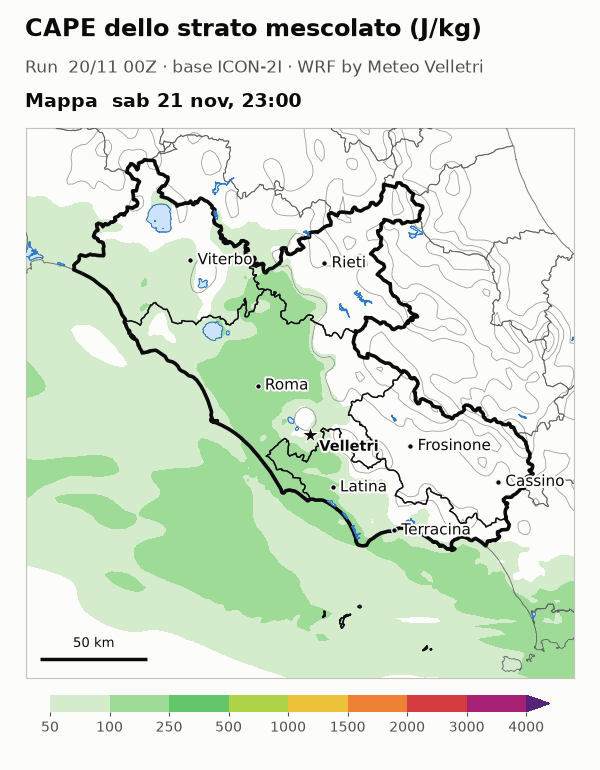 CAPE dello strato mescolato (J/kg)
Run  20/11 00Z · base ICON-2I · WRF by Meteo Velletri
Mappa  sab 21 nov, 23:00
Viterbo
Rieti
Roma
Velletri
Frosinone
Latina
Cassino
Terracina
50 km
50 100 250 500 1000 1500 2000 3000 4000